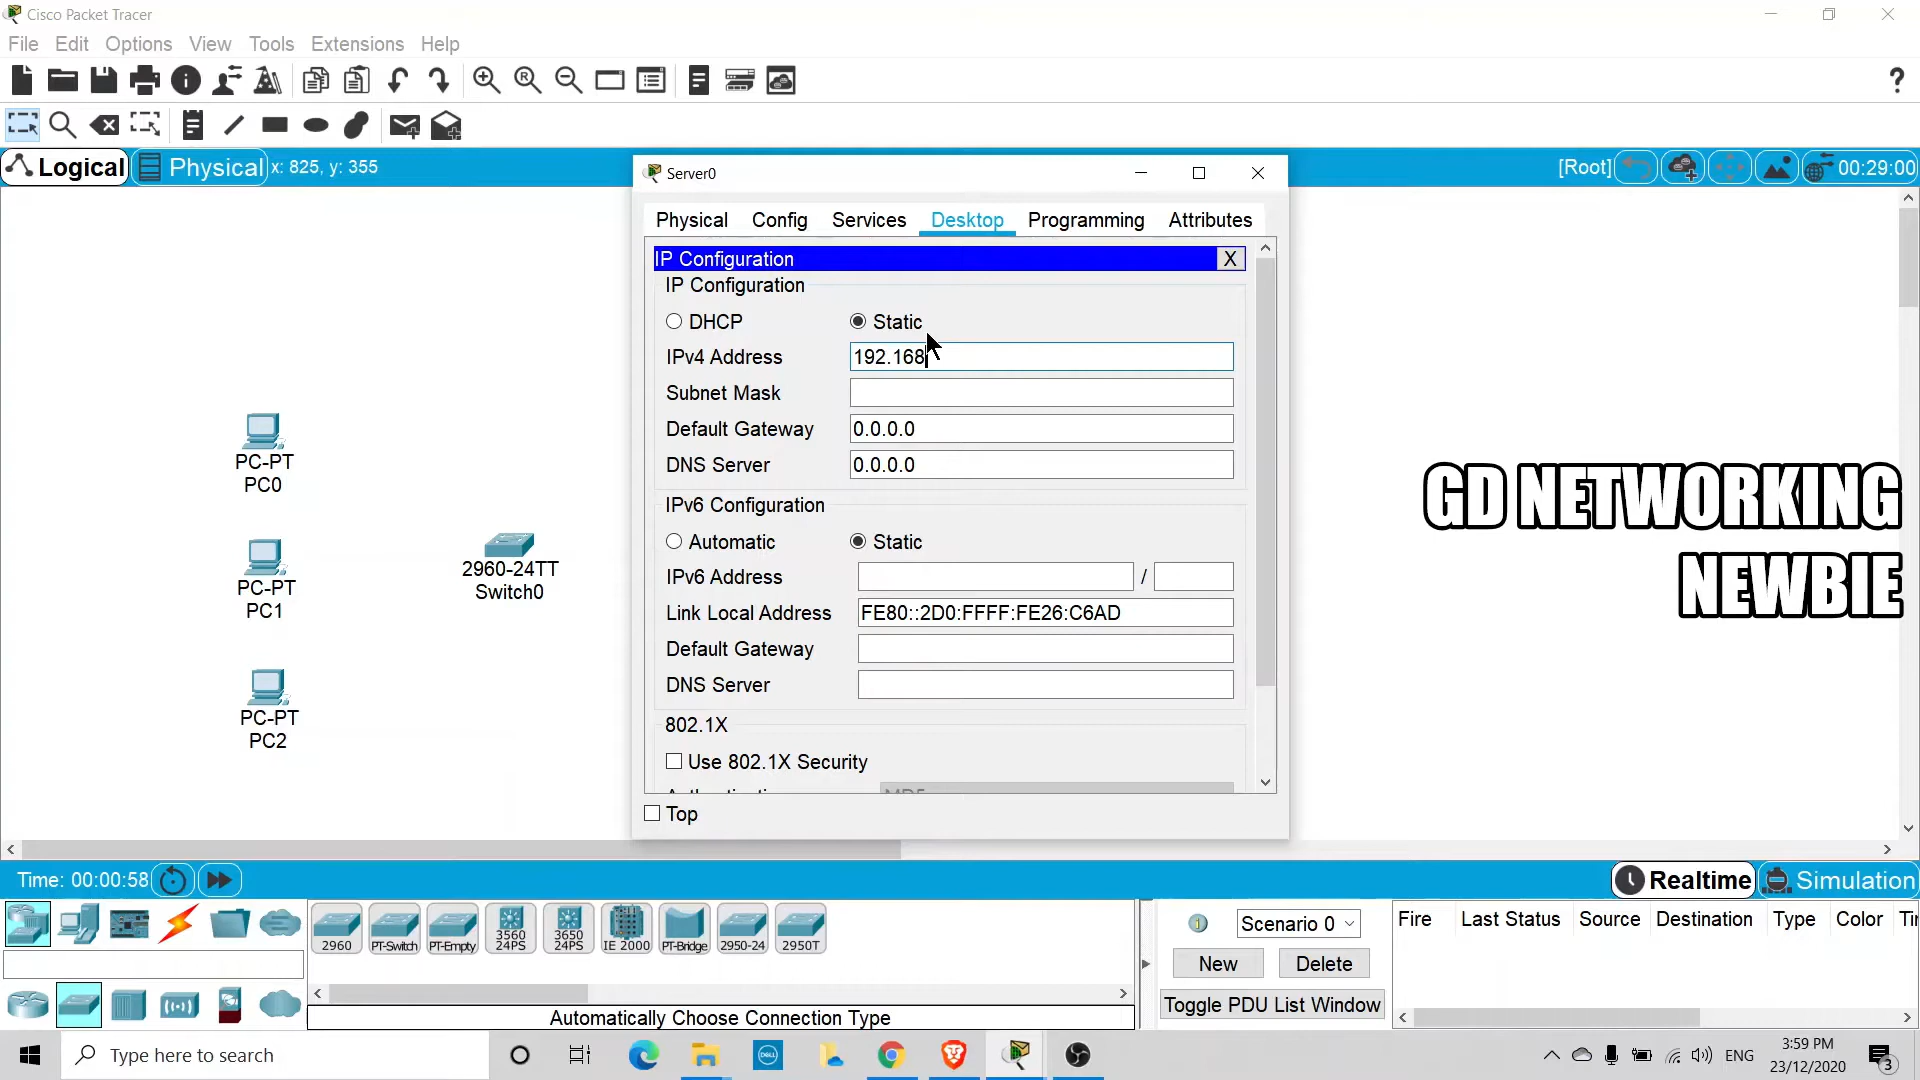 Cisco Packet Tracer
File Edit Options View Tools Extensions Help
Logical Physical x: 825, y: 355 [Root] 00:29:00
Server0
Physical Config Services Desktop Programming Attributes
IP Configuration X
IP Configuration
DHCP Static
IPv4 Address 192.168
Subnet Mask
Default Gateway 0.0.0.0
DNS Server 0.0.0.0
IPv6 Configuration
Automatic Static
IPv6 Address /
Link Local Address FE80::2D0:FFFF:FE26:C6AD
Default Gateway
DNS Server
802.1X
Use 802.1X Security
Top
PC-PT
PC0
PC-PT
PC1
2960-24TT
Switch0
PC-PT
PC2
GD NETWORKING
NEWBIE
Time: 00:00:58 Realtime Simulation
2960 PT-Switch PT-Empty 3560 24PS 3650 24PS IE 2000 PT-Bridge 2950-24 2950T
Scenario 0
New Delete
Toggle PDU List Window
Fire Last Status Source Destination Type Color
Automatically Choose Connection Type
Type here to search
DELL
ENG
3:59 PM
23/12/2020
3